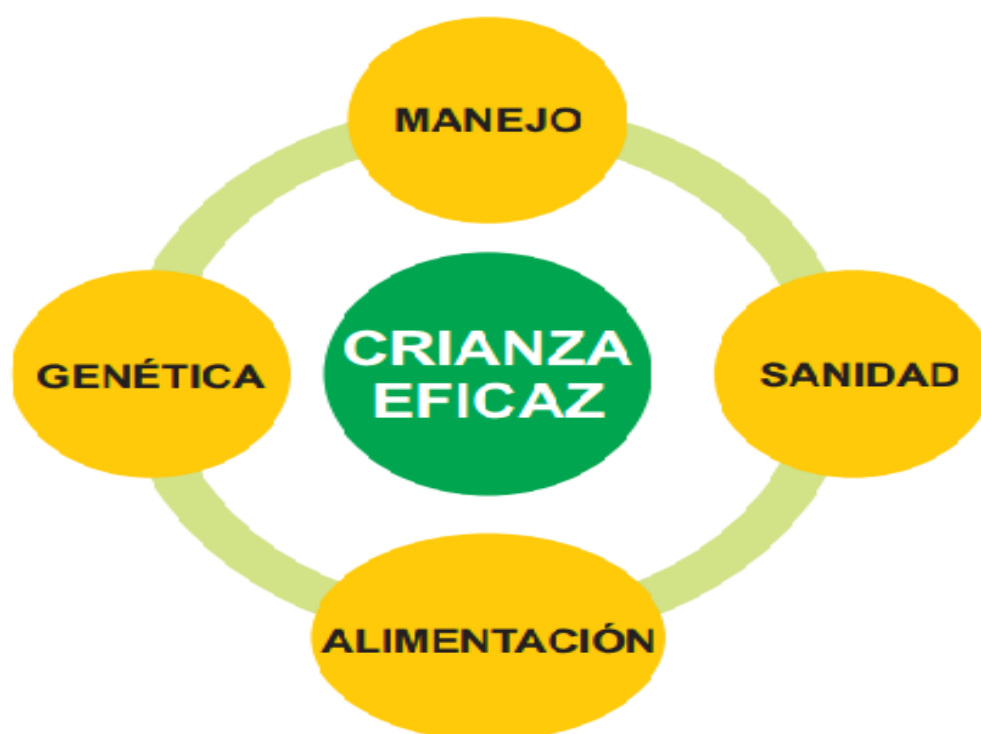 MANEJO
GENÉTICA
CRIANZA
EFICAZ
SANIDAD
ALIMENTACIÓN